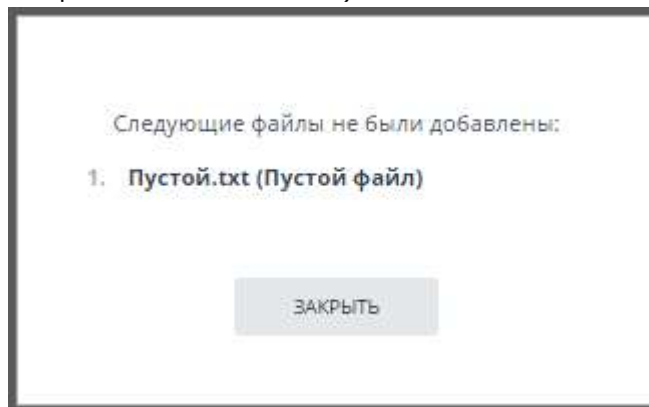 Следующие файлы не были добавлены:
1. Пустой.txt (Пустой файл)
ЗАКРЫТЬ